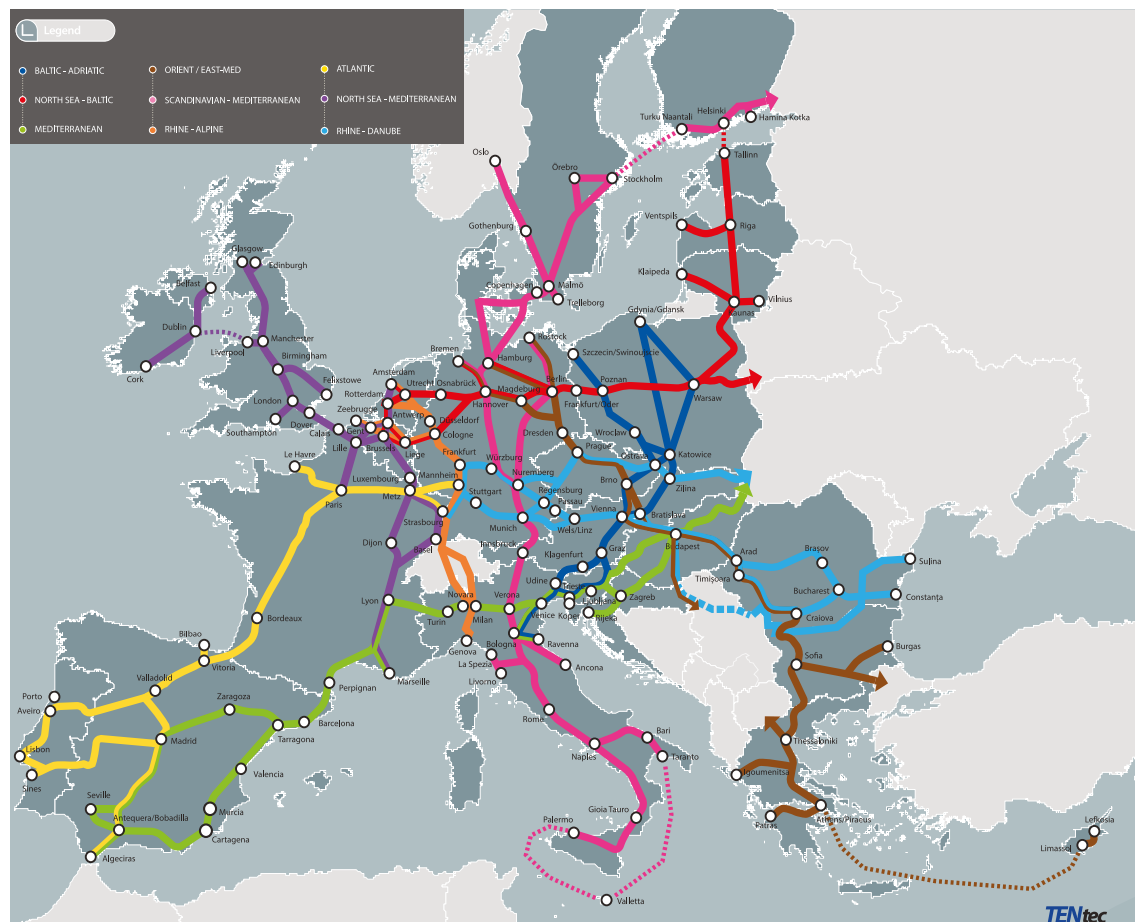 Legend
BALTIC - ADRIATIC
ORIENT / EAST-MED
ATLANTIC
NORTH SEA - BALTIC
SCANDINAVIAN - MEDITERRANEAN
NORTH SEA - MEDITERRANEAN
MEDITERRANEAN
RHINE - ALPINE
RHINE - DANUBE
Helsinki
Turku Naantali
Hamina Kotka
Oslo
Örebro
Tallinn
Stockholm
Ventspils
Gothenburg
Riga
Glasgow
Edinburgh
Klaipeda
Belfast
Copenhagen
Malmö
Trelleborg
Vilnius
Gdynia/Gdansk
Kaunas
Dublin
Rostock
Manchester
Liverpool
Szczecin/Swinoujscie
Birmingham
Bremen
Hamburg
Cork
Amsterdam
Berlin
Felixstowe
Utrecht
Osnabrück
Magdeburg
Poznan
Rotterdam
Warsaw
London
Hannover
Frankfurt/Oder
Zeebrugge
Antwerp
Düsseldorf
Southampton
Dover
Calais
Gent
Cologne
Dresden
Wroclaw
Lille
Brussels
Liège
Prague
Katowice
Le Havre
Frankfurt
Würzburg
Ostrava
Luxembourg
Mannheim
Nuremberg
Brno
Žilina
Metz
Stuttgart
Regensburg
Paris
Passau
Strasbourg
Vienna
Bratislava
Munich
Wels/Linz
Dijon
Basel
Innsbruck
Budapest
Klagenfurt
Graz
Arad
Braşov
Sulina
Timişoara
Udine
Trieste
Ljubljana
Zagreb
Bucharest
Constanţa
Lyon
Novara
Verona
Venice
Koper
Rijeka
Turin
Milan
Craiova
Bordeaux
Bilbao
Genova
Bologna
Ravenna
Burgas
Sofia
Vitoria
La Spezia
Ancona
Valladolid
Marseille
Livorno
Perpignan
Porto
Zaragoza
Aveiro
Barcelona
Rome
Tarragona
Madrid
Bari
Thessaloniki
Lisbon
Naples
Taranto
Valencia
Igoumenitsa
Sines
Seville
Murcia
Gioia Tauro
Athens/Piraeus
Antequera/Bobadilla
Palermo
Patras
Lefkosia
Cartagena
Limassol
Algeciras
Valletta
TENtec